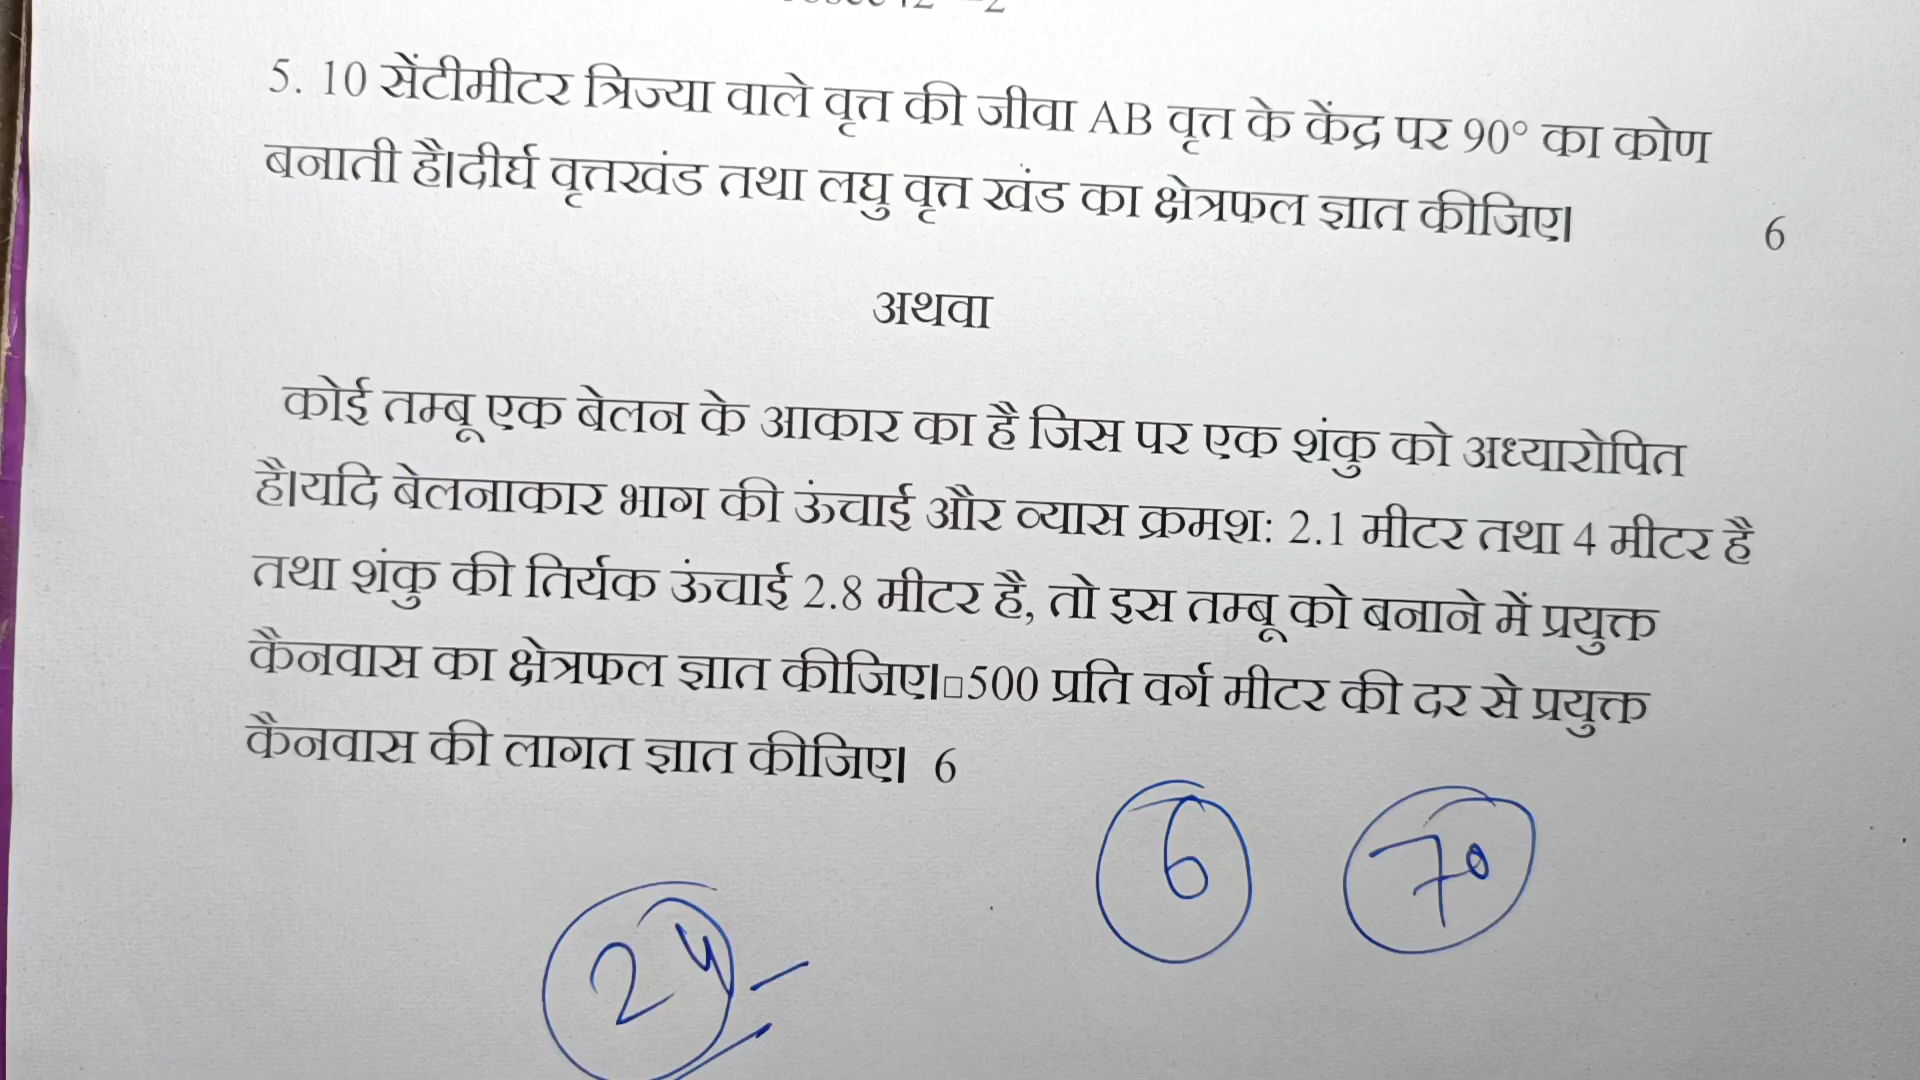 5. 10 सेंटीमीटर त्रिज्या वाले वृत्त की जीवा AB वृत्त के केंद्र पर 90° का कोण
बनाती है।दीर्घ वृत्तखंड तथा लघु वृत्त खंड का क्षेत्रफल ज्ञात कीजिए। 6
अथवा
कोई तम्बू एक बेलन के आकार का है जिस पर एक शंकु को अध्यारोपित
है।यदि बेलनाकार भाग की ऊंचाई और व्यास क्रमश: 2.1 मीटर तथा 4 मीटर है
तथा शंकु की तिर्यक ऊंचाई 2.8 मीटर है, तो इस तम्बू को बनाने में प्रयुक्त
कैनवास का क्षेत्रफल ज्ञात कीजिए।□500 प्रति वर्ग मीटर की दर से प्रयुक्त
कैनवास की लागत ज्ञात कीजिए। 6
6 70